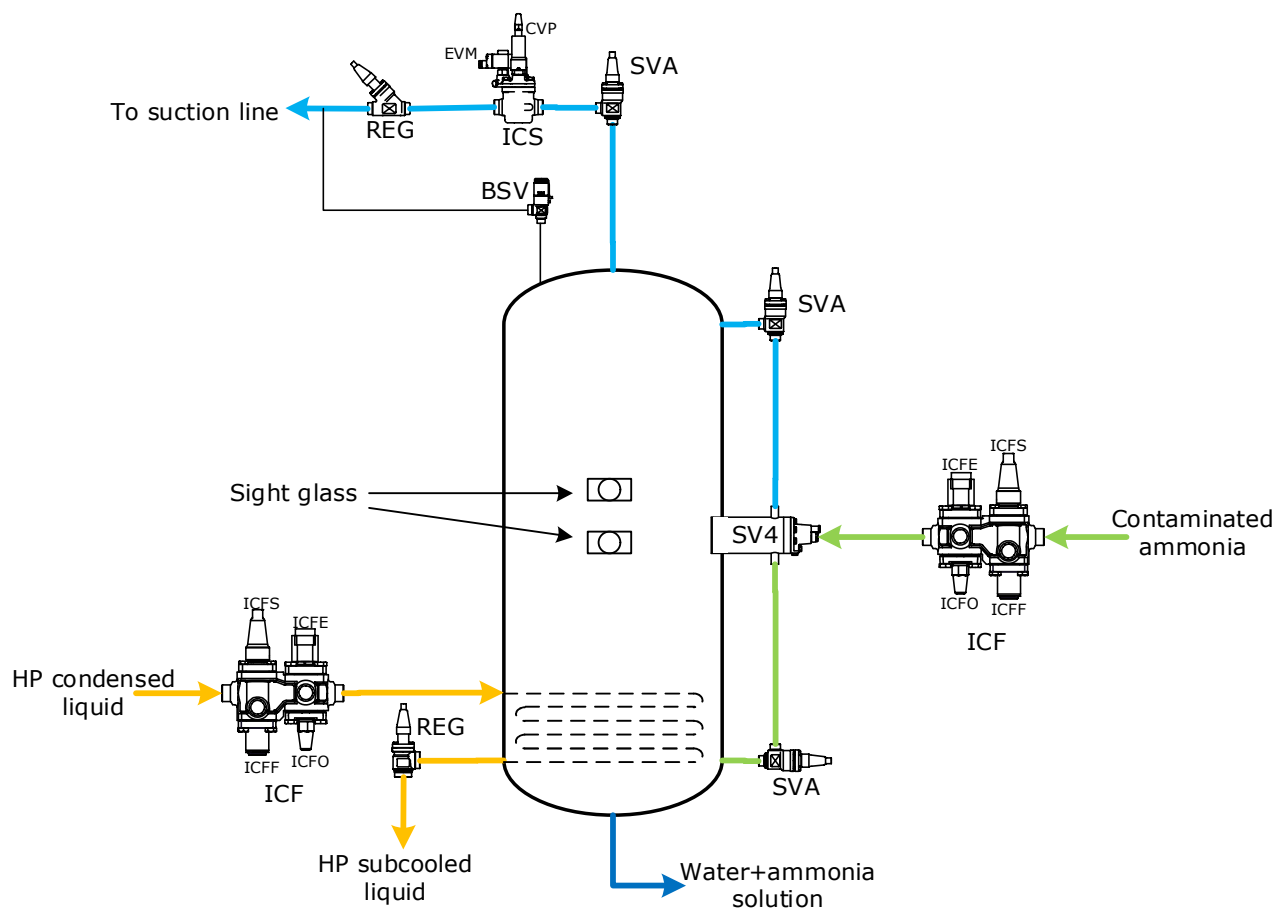 CVP
EVM
SVA
To suction line
REG
ICS
BSV
SVA
ICFS
ICFE
Sight glass
SV4
Contaminated
ammonia
ICFO
ICFF
ICF
ICFS
ICFE
HP condensed
liquid
REG
ICFF
ICFO
ICF
SVA
HP subcooled
liquid
Water+ammonia
solution